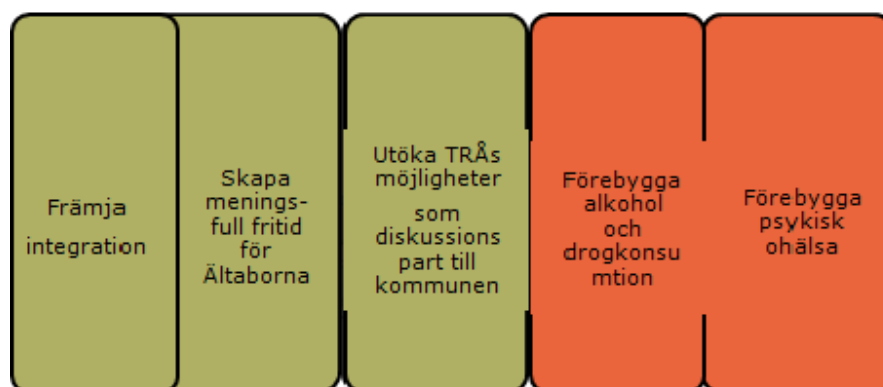 Främja
integration
Skapa
menings-
full fritid
för
Ältaborna
Utöka TRÅs
möjligheter
som
diskussions
part till
kommunen
Förebygga
alkohol
och
drogkonsu
mtion
Förebygga
psykisk
ohälsa